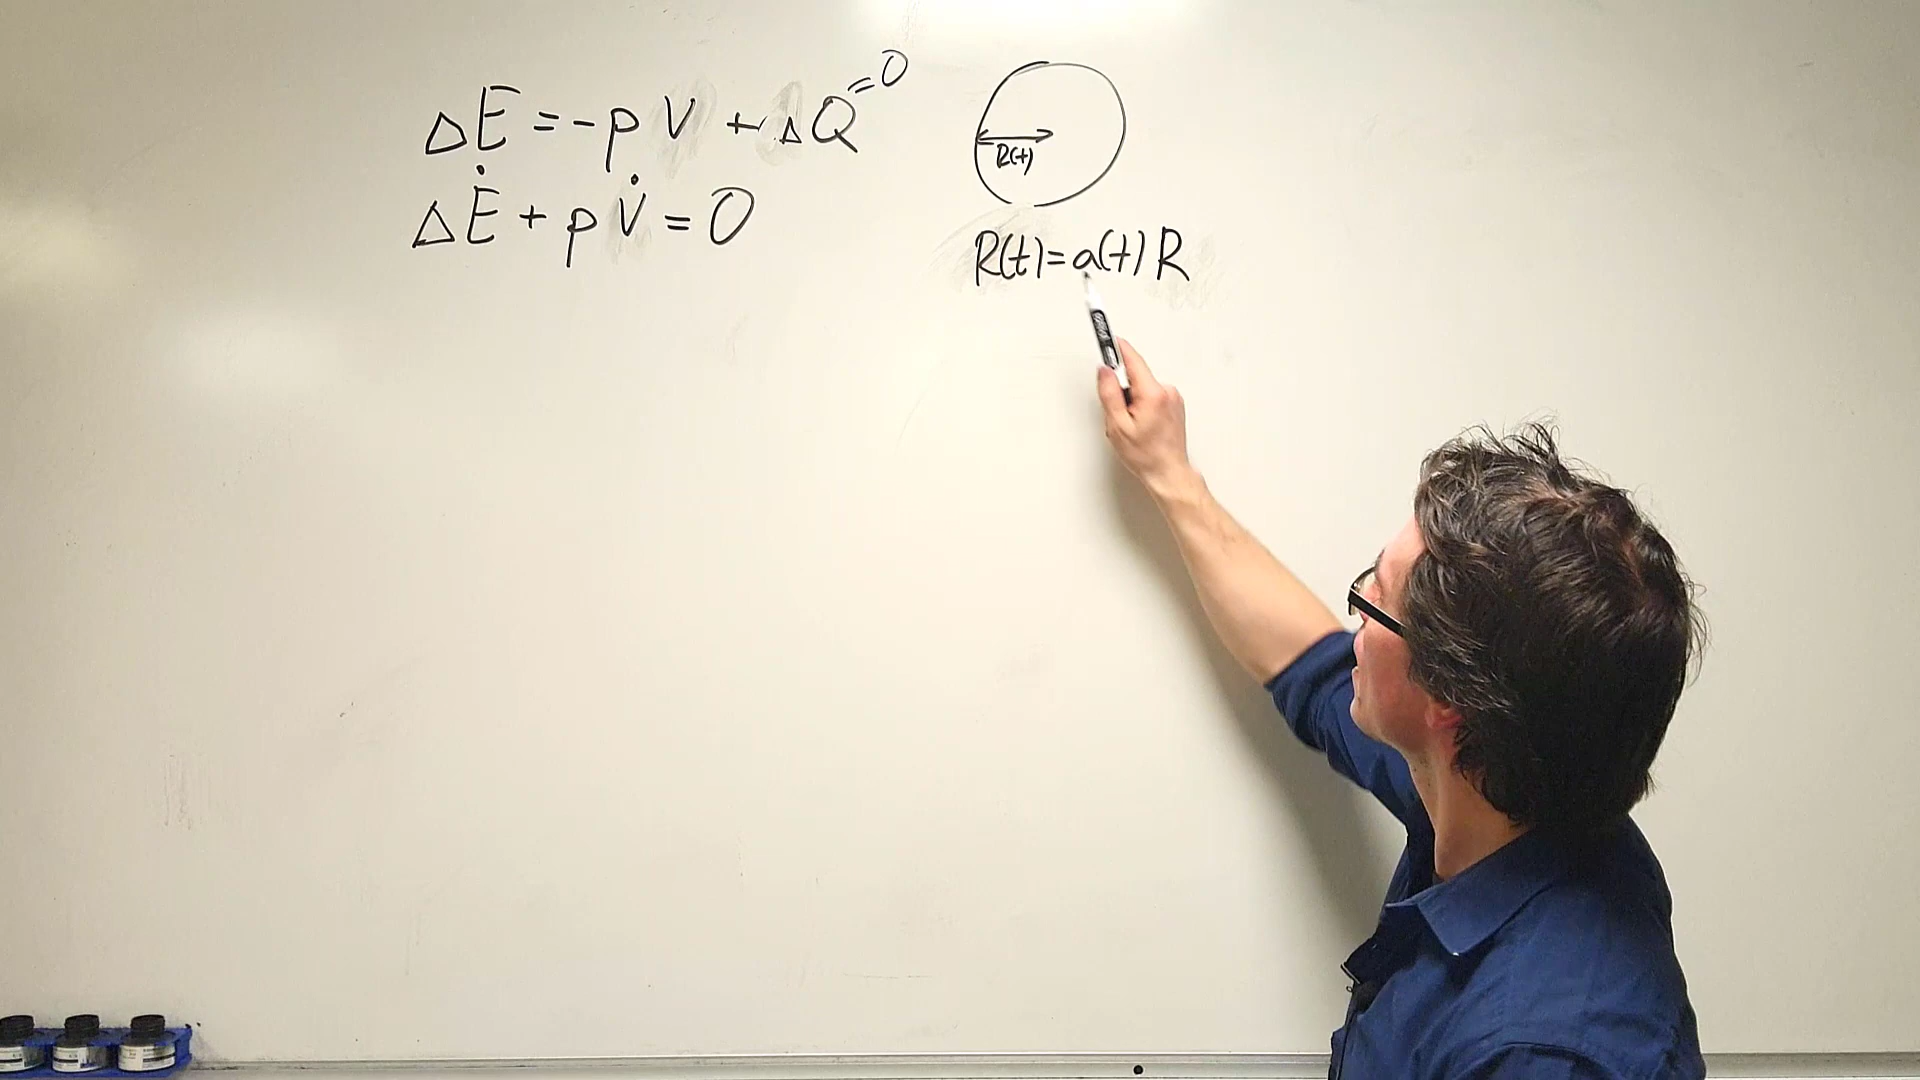 ΔE = -pV + ΔQ = 0
ΔĖ + pV̇ = 0
R(t)
R(t) = a(t) R